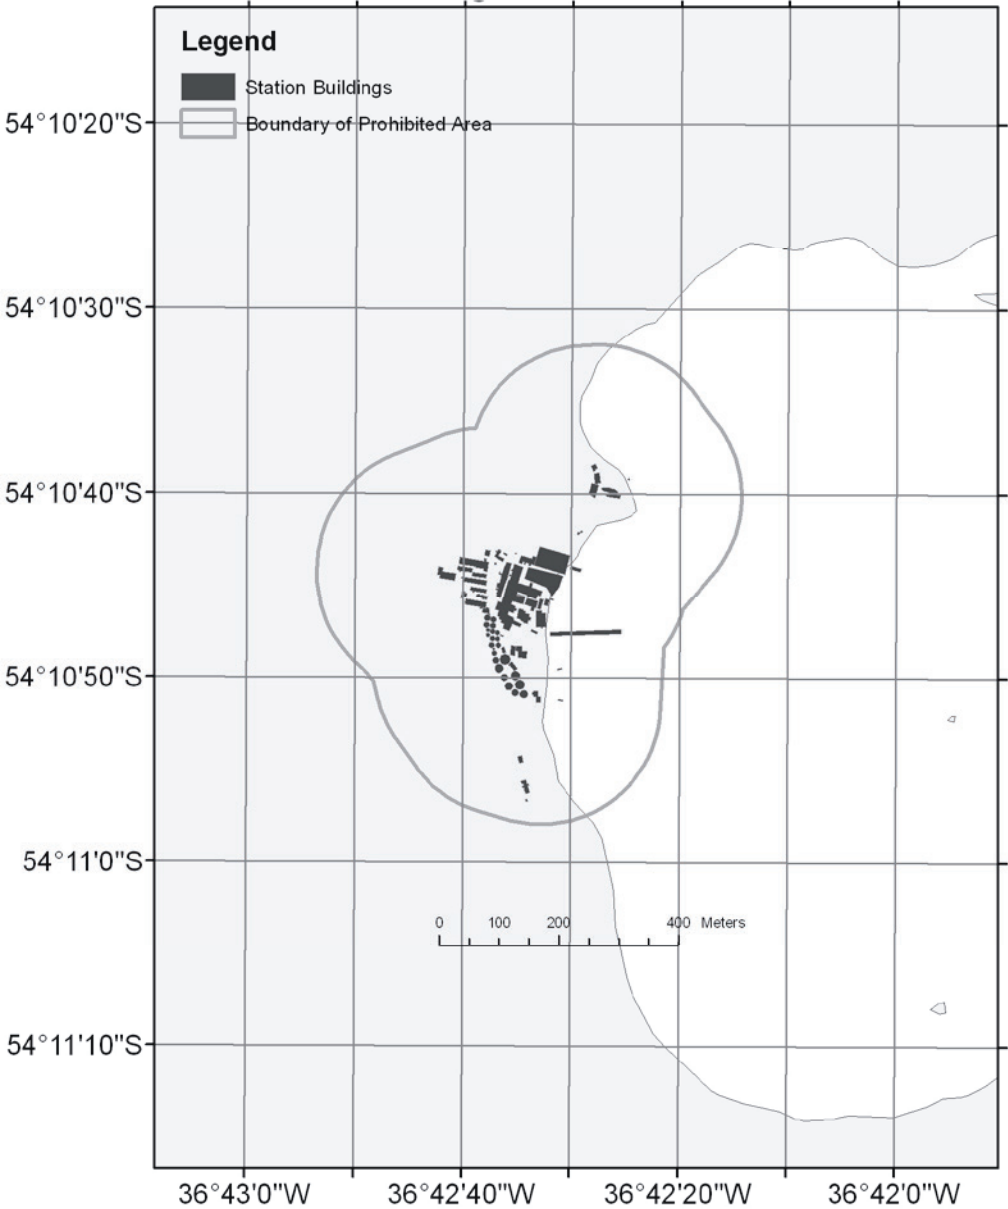 Legend
Station Buildings
Boundary of Prohibited Area
54°10'20"S
54°10'30"S
54°10'40"S
54°10'50"S
54°11'0"S
0 100 200 400 Meters
54°11'10"S
36°43'0"W 36°42'40"W 36°42'20"W 36°42'0"W